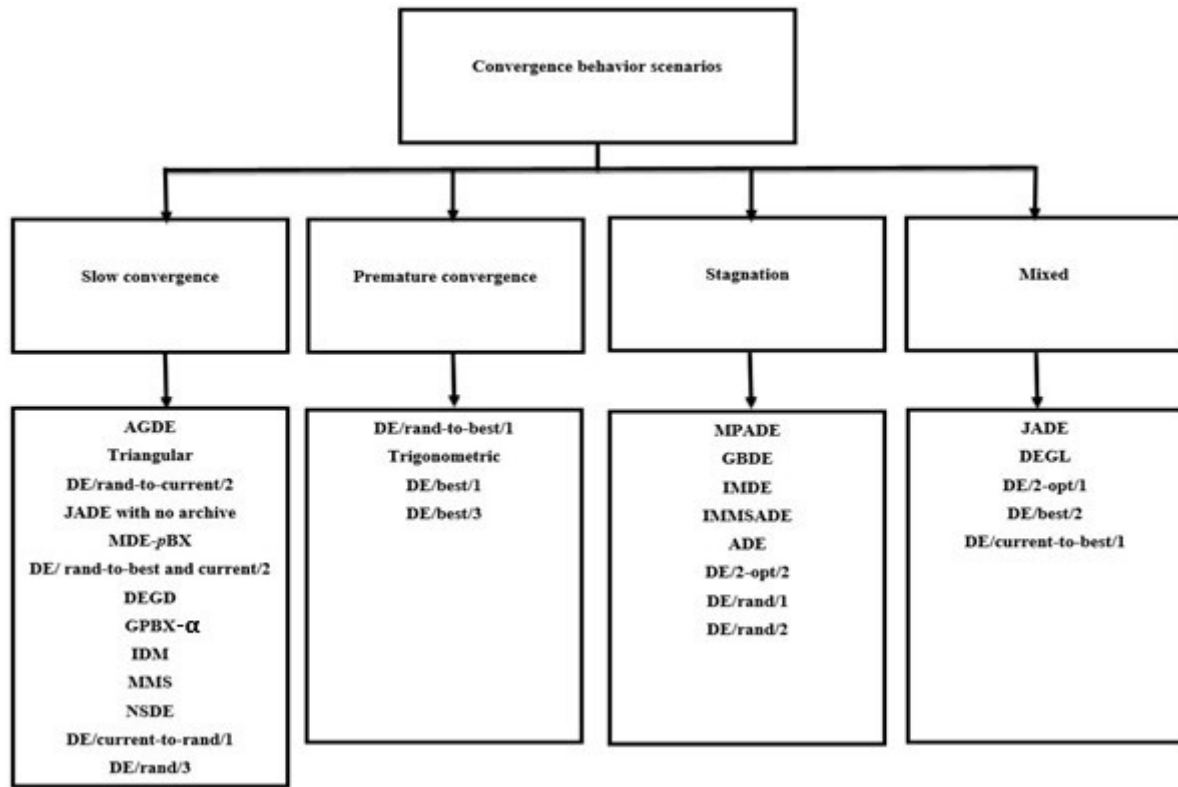 Convergence behavior scenarios
Slow convergence
Premature convergence
Stagnation
Mixed
AGDE
Triangular
DE/rand-to-current/2
JADE with no archive
MDE-pBX
DE/ rand-to-best and current/2
DEGD
GPBX-α
IDM
MMS
NSDE
DE/current-to-rand/1
DE/rand/3
DE/rand-to-best/1
Trigonometric
DE/best/1
DE/best/3
MPADE
GBDE
IMDE
IMMSADE
ADE
DE/2-opt/2
DE/rand/1
DE/rand/2
JADE
DEGL
DE/2-opt/1
DE/best/2
DE/current-to-best/1